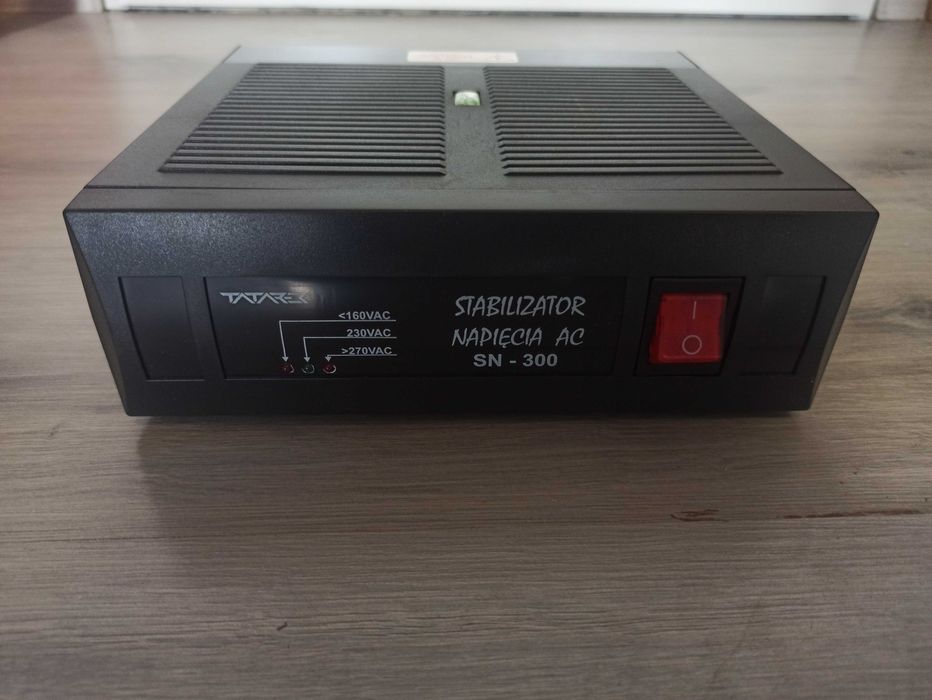 TATAREK
<160VAC
230VAC
>270VAC
STABILIZATOR
NAPIĘCIA AC
SN - 300
I
O